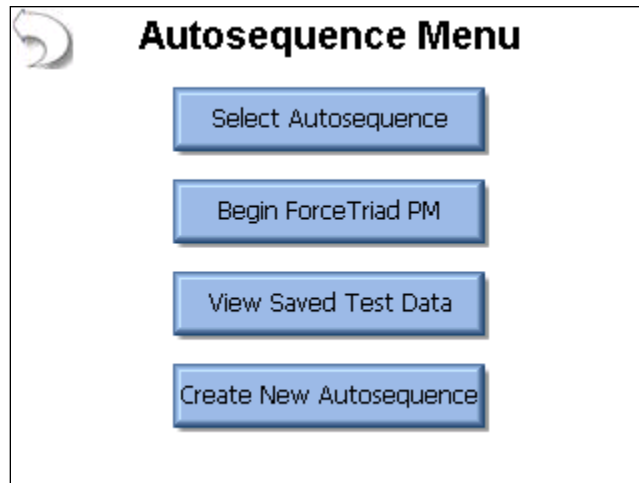 Autosequence Menu
Select Autosequence
Begin ForceTriad PM
View Saved Test Data
Create New Autosequence